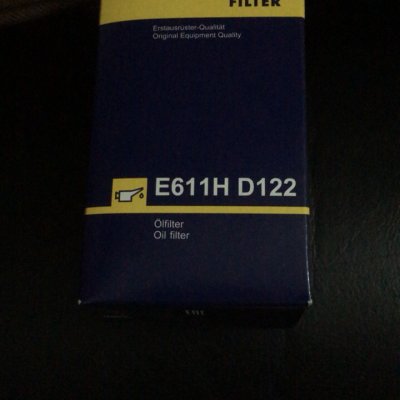 FILTER
Erstausrüster-Qualität
Original Equipment Quality
E611H D122
Ölfilter
Oil filter